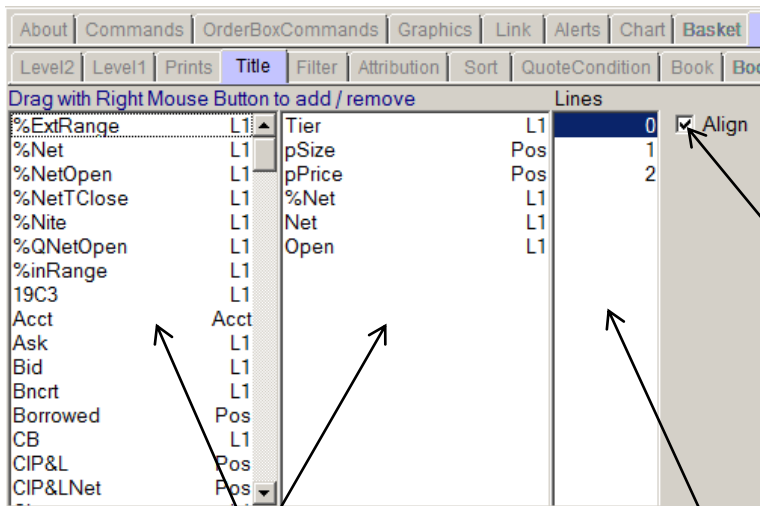 About Commands OrderBoxCommands Graphics Link Alerts Chart Basket
Level2 Level1 Prints Title Filter Attribution Sort QuoteCondition Book
Drag with Right Mouse Button to add / remove Lines
%ExtRange L1 Tier L1 0 Align
%Net L1 pSize Pos 1
%NetOpen L1 pPrice Pos 2
%NetTClose L1 %Net L1
%Nite L1 Net L1
%QNetOpen L1 Open L1
%inRange L1
19C3 L1
Acct Acct
Ask L1
Bid L1
Bncrt L1
Borrowed Pos
CB L1
CIP&L Pos
CIP&LNet Pos